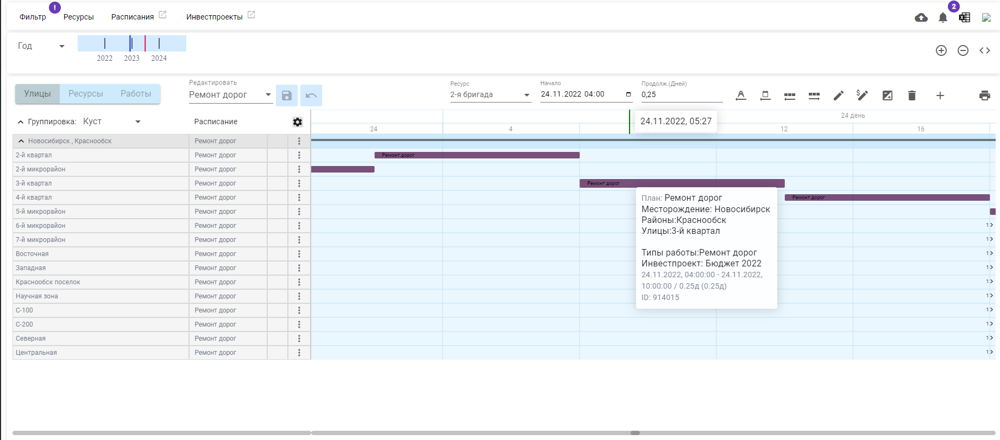 Фильтр
!
Ресурсы
Расписания
Инвестпроекты
2
Год
2022 2023 2024
Улицы Ресурсы Работы
Редактировать
Ремонт дорог
Ресурс
2-я бригада
Начало
24.11.2022 04:00
Продолж.(Дней)
0,25
Группировка: Куст
Расписание
24 день
24.11.2022, 05:27
24 4 12 16
Новосибирск , Краснообск Ремонт дорог
2-й квартал Ремонт дорог Ремонт дорог
2-й микрорайон Ремонт дорог
3-й квартал Ремонт дорог Ремонт дорог
4-й квартал Ремонт дорог Ремонт дорог
5-й микрорайон Ремонт дорог
6-й микрорайон Ремонт дорог 1
7-й микрорайон Ремонт дорог 1
Восточная Ремонт дорог 1
Западная Ремонт дорог 1
Краснообск поселок Ремонт дорог 1
Научная зона Ремонт дорог 1
С-100 Ремонт дорог 1
С-200 Ремонт дорог 1
Северная Ремонт дорог 1
Центральная Ремонт дорог 1
План: Ремонт дорог
Месторождение: Новосибирск
Районы:Краснообск
Улицы:3-й квартал
Типы работы:Ремонт дорог
Инвестпроект: Бюджет 2022
24.11.2022, 04:00:00 - 24.11.2022,
10:00:00 / 0.25д (0.25д)
ID: 914015